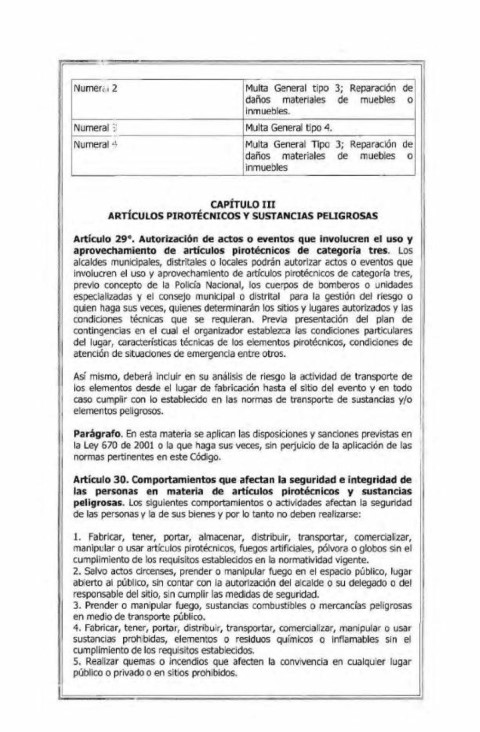 Numeral 2
Multa General tipo 3; Reparación de
daños materiales de muebles o
inmuebles.
Numeral 3
Multa General tipo 4.
Numeral 4
Multa General Tipo 3; Reparación de
daños materiales de muebles o
inmuebles
CAPÍTULO III
ARTÍCULOS PIROTÉCNICOS Y SUSTANCIAS PELIGROSAS
Artículo 29°. Autorización de actos o eventos que involucren el uso y
aprovechamiento de artículos pirotécnicos de categoría tres. Los
alcaldes municipales, distritales o locales podrán autorizar actos o eventos que
involucren el uso y aprovechamiento de artículos pirotécnicos de categoría tres,
previo concepto de la Policía Nacional, los cuerpos de bomberos o unidades
especializadas y el consejo municipal o distrital para la gestión del riesgo o
quien haga sus veces, quienes determinarán los sitios y lugares autorizados y las
condiciones técnicas que se requieran. Previa presentación del plan de
contingencias en el cual el organizador establezca las condiciones particulares
del lugar, características técnicas de los elementos pirotécnicos, condiciones de
atención de situaciones de emergencia entre otros.
Así mismo, deberá incluir en su análisis de riesgo la actividad de transporte de
los elementos desde el lugar de fabricación hasta el sitio del evento y en todo
caso cumplir con lo establecido en las normas de transporte de sustancias y/o
elementos peligrosos.
Parágrafo. En esta materia se aplican las disposiciones y sanciones previstas en
la Ley 670 de 2001 o la que haga sus veces, sin perjuicio de la aplicación de las
normas pertinentes en este Código.
Artículo 30. Comportamientos que afectan la seguridad e integridad de
las personas en materia de artículos pirotécnicos y sustancias
peligrosas. Los siguientes comportamientos o actividades afectan la seguridad
de las personas y la de sus bienes y por lo tanto no deben realizarse:
1. Fabricar, tener, portar, almacenar, distribuir, transportar, comercializar,
manipular o usar artículos pirotécnicos, fuegos artificiales, pólvora o globos sin el
cumplimiento de los requisitos establecidos en la normatividad vigente.
2. Salvo actos circenses, prender o manipular fuego en el espacio público, lugar
abierto al público, sin contar con la autorización del alcalde o su delegado o del
responsable del sitio, sin cumplir las medidas de seguridad.
3. Prender o manipular fuego, sustancias combustibles o mercancías peligrosas
en medio de transporte público.
4. Fabricar, tener, portar, distribuir, transportar, comercializar, manipular o usar
sustancias prohibidas, elementos o residuos químicos o inflamables sin el
cumplimiento de los requisitos establecidos.
5. Realizar quemas o incendios que afecten la convivencia en cualquier lugar
público o privado o en sitios prohibidos.